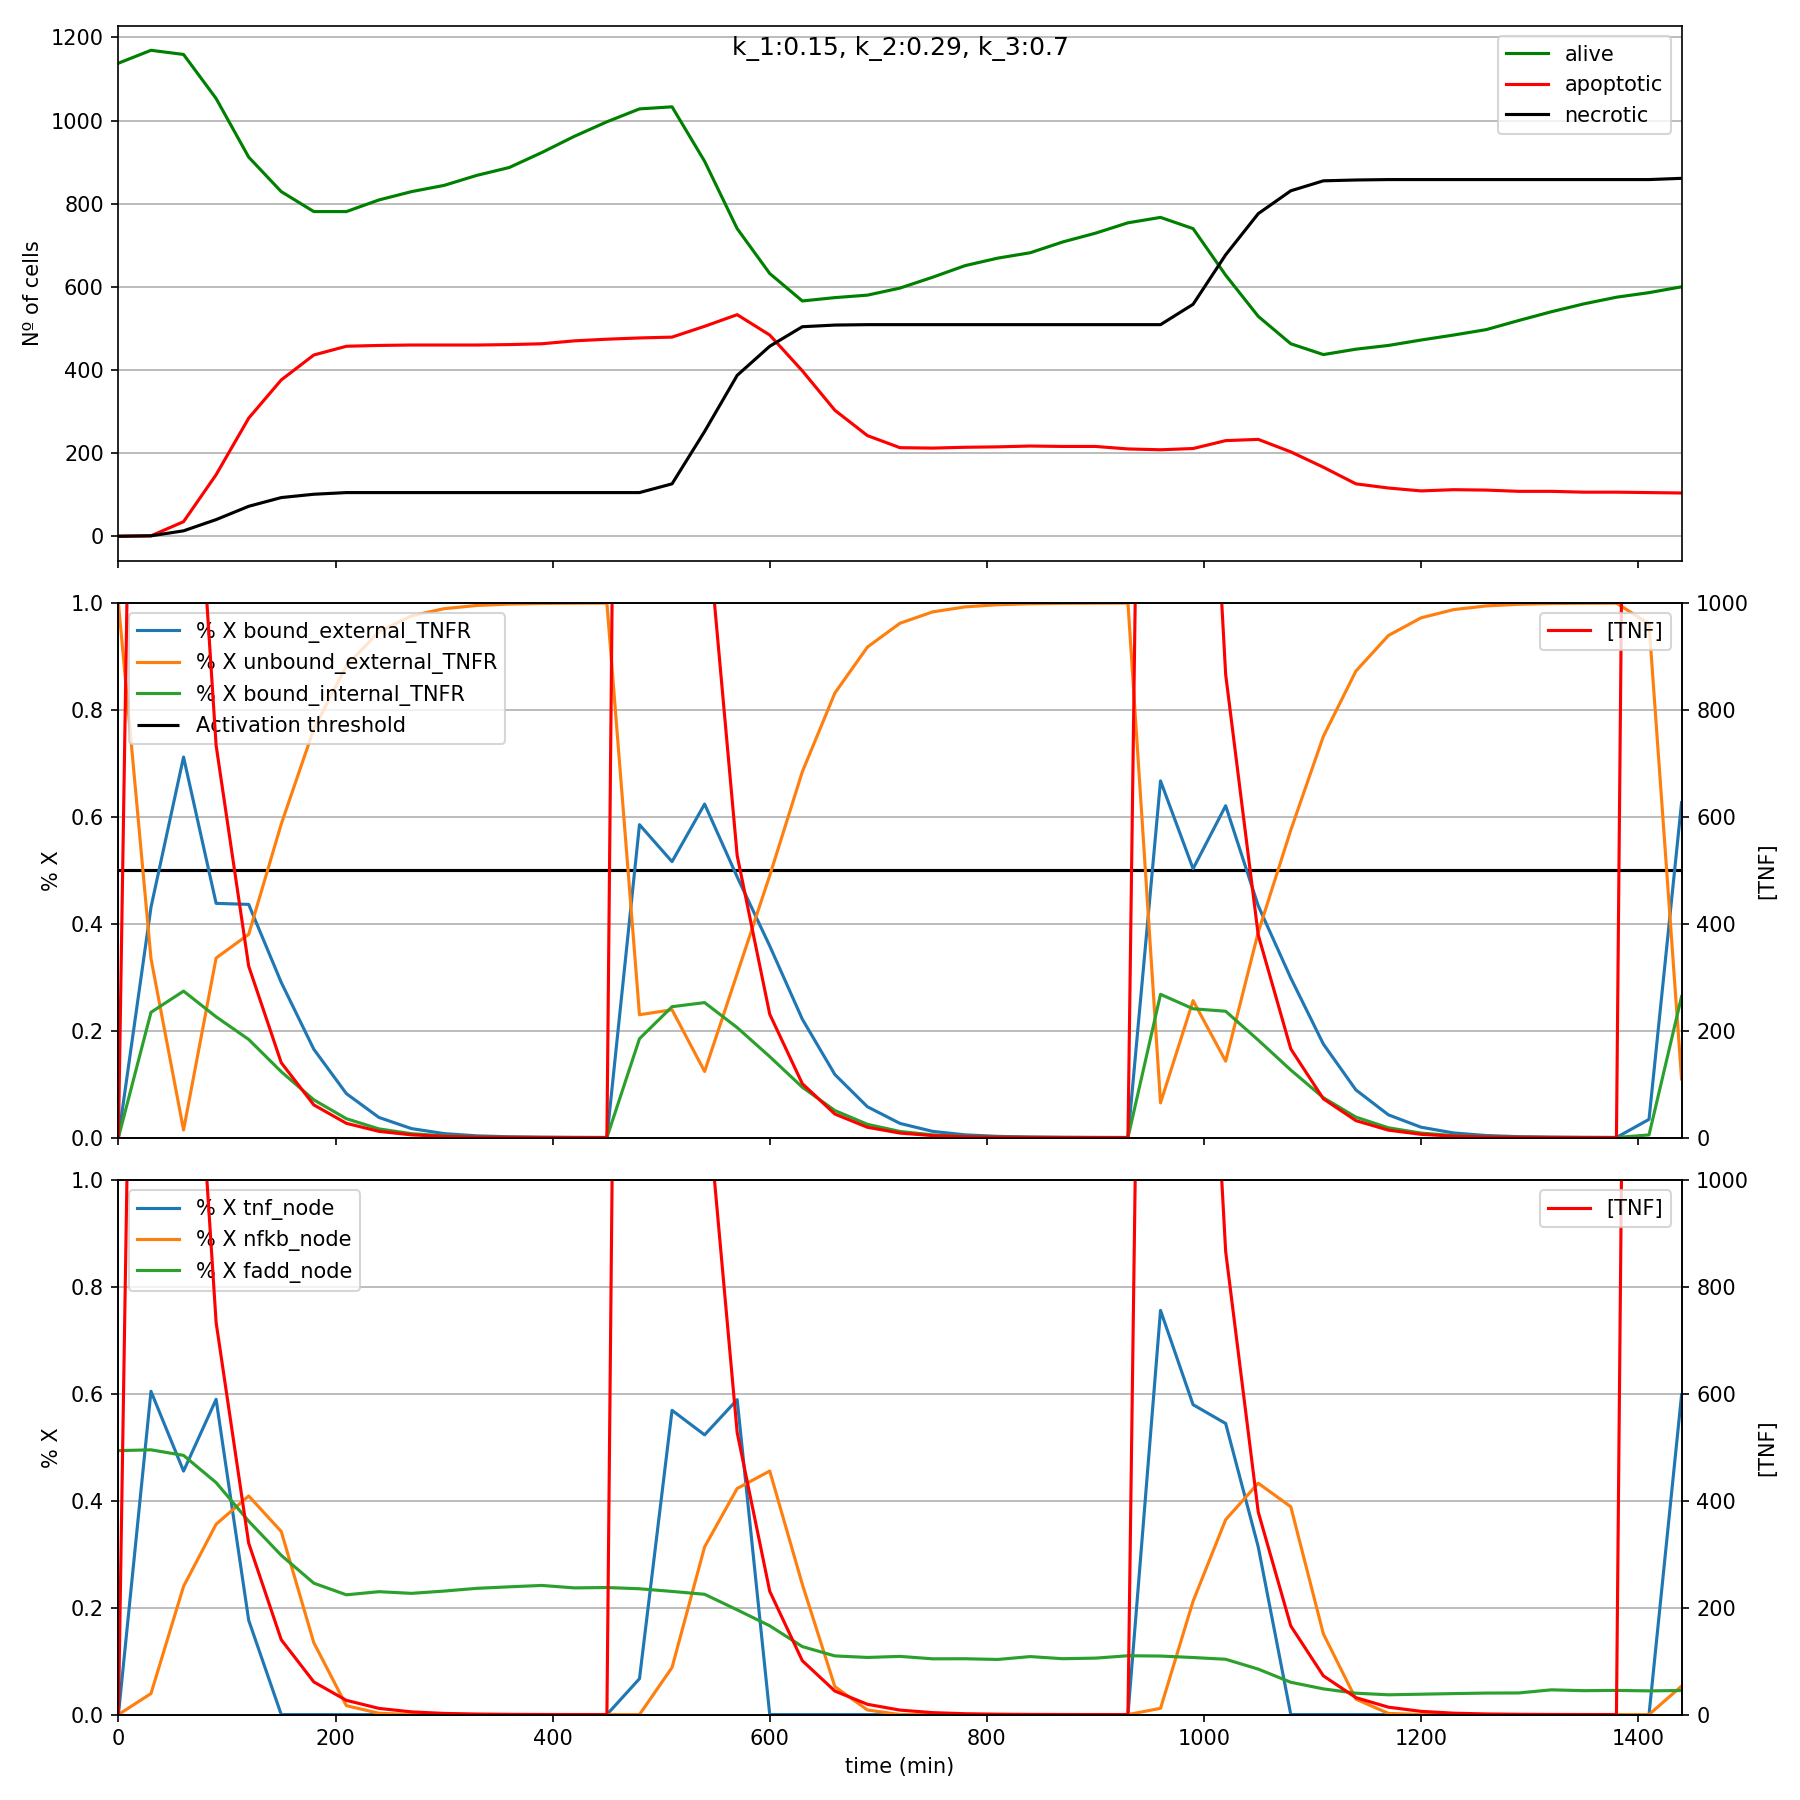 k_1:0.15, k_2:0.29, k_3:0.7
1200
1000
800
600
400
200
0
Nº of cells
alive
apoptotic
necrotic
1.0
0.8
0.6
0.4
0.2
0.0
% X
% X bound_external_TNFR
% X unbound_external_TNFR
% X bound_internal_TNFR
Activation threshold
[TNF]
1000
800
600
400
200
0
[TNF]
1.0
0.8
0.6
0.4
0.2
0.0
% X
% X tnf_node
% X nfkb_node
% X fadd_node
[TNF]
1000
800
600
400
200
0
[TNF]
0 200 400 600 800 1000 1200 1400
time (min)